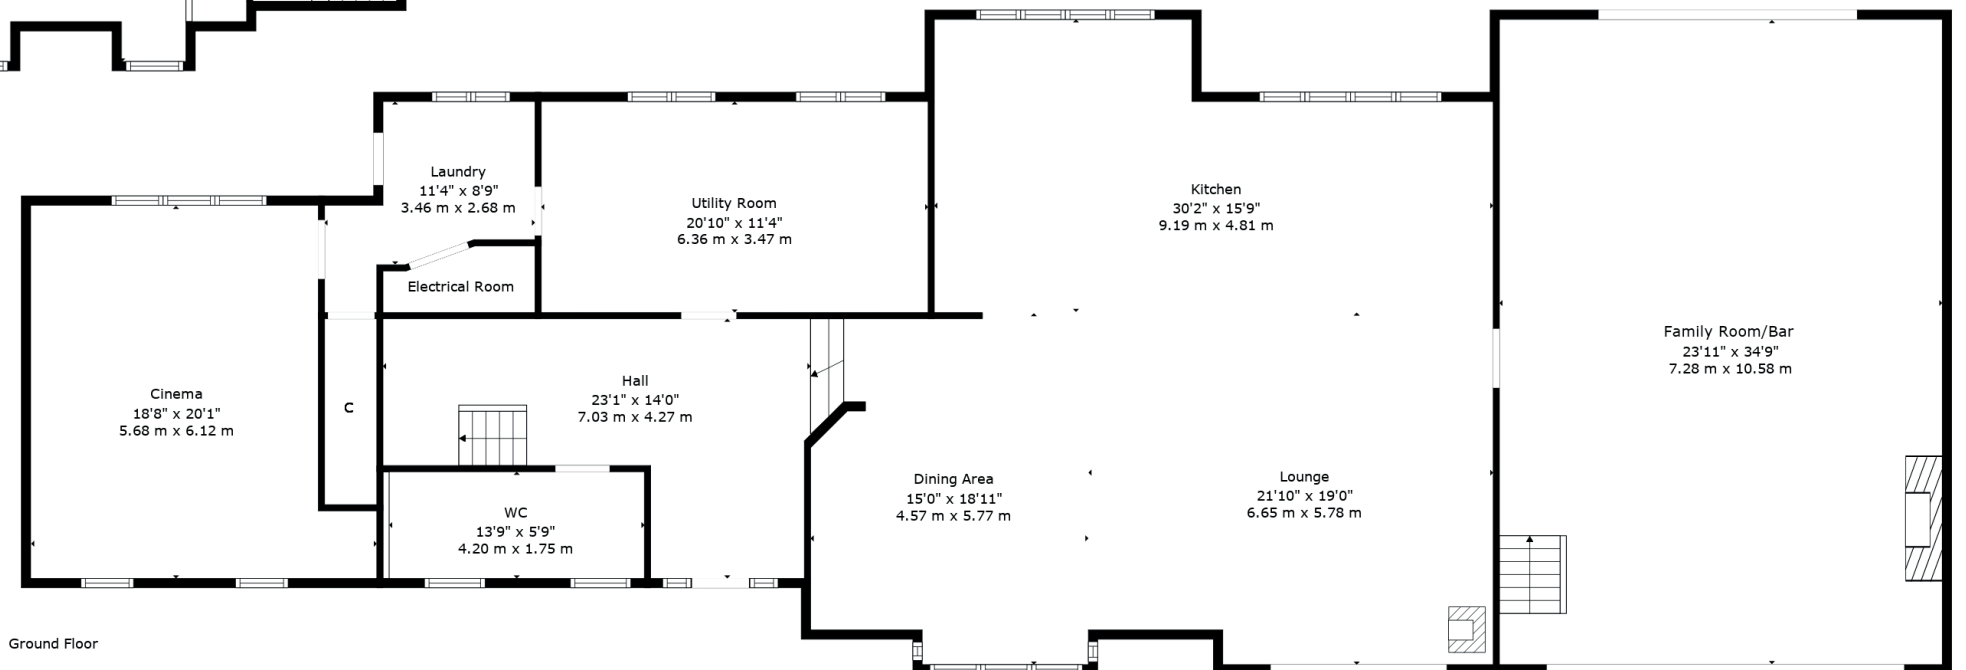 Laundry
11'4" x 8'9"
3.46 m x 2.68 m
Utility Room
20'10" x 11'4"
6.36 m x 3.47 m
Kitchen
30'2" x 15'9"
9.19 m x 4.81 m
Electrical Room
Family Room/Bar
23'11" x 34'9"
7.28 m x 10.58 m
Cinema
18'8" x 20'1"
5.68 m x 6.12 m
C
Hall
23'1" x 14'0"
7.03 m x 4.27 m
Dining Area
15'0" x 18'11"
4.57 m x 5.77 m
Lounge
21'10" x 19'0"
6.65 m x 5.78 m
WC
13'9" x 5'9"
4.20 m x 1.75 m
Ground Floor